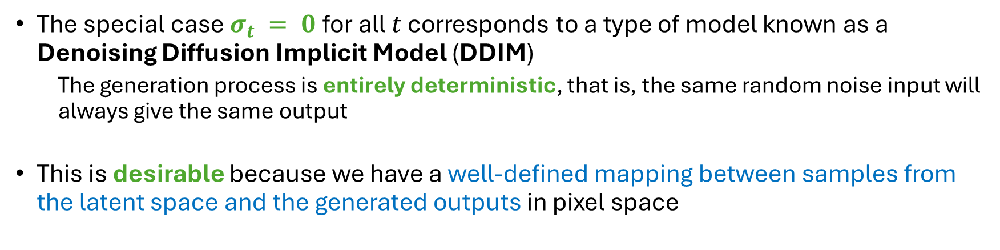 • The special case σₜ = 0 for all t corresponds to a type of model known as a
Denoising Diffusion Implicit Model (DDIM)
The generation process is entirely deterministic, that is, the same random noise input will
always give the same output
• This is desirable because we have a well-defined mapping between samples from
the latent space and the generated outputs in pixel space